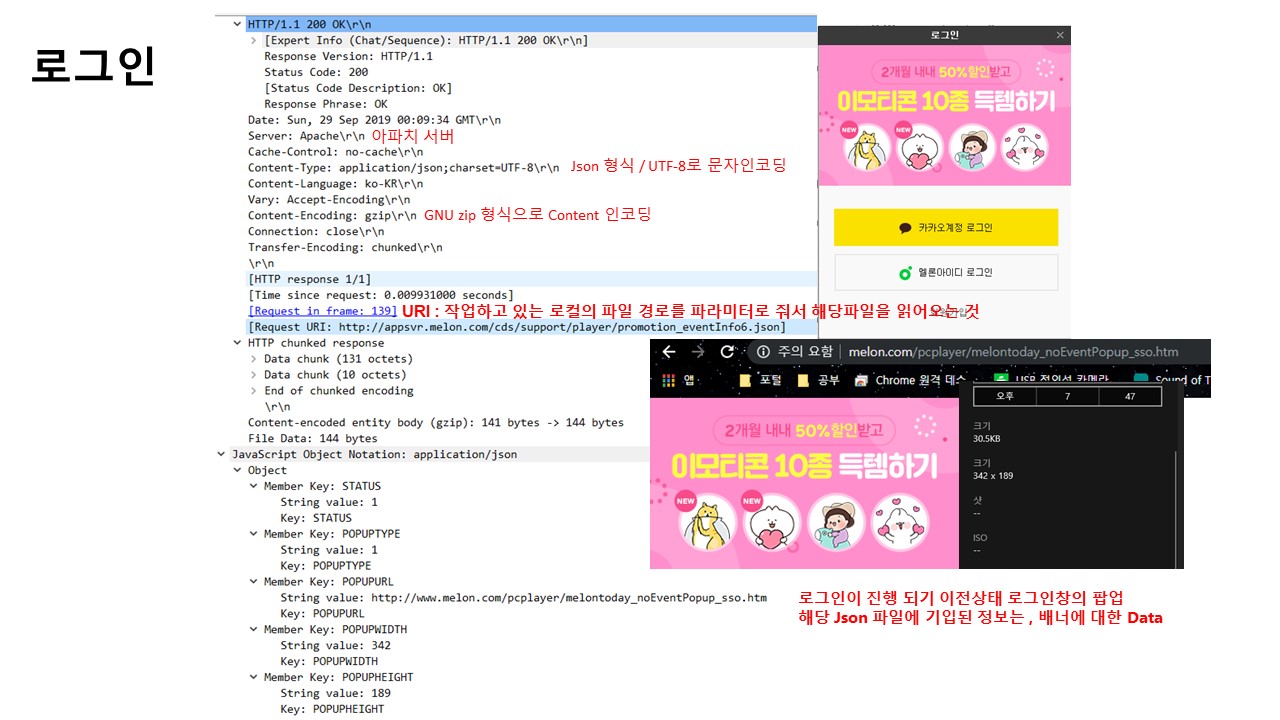 로그인
HTTP/1.1 200 OK\r\n
[Expert Info (Chat/Sequence): HTTP/1.1 200 OK\r\n]
Response Version: HTTP/1.1
Status Code: 200
[Status Code Description: OK]
Response Phrase: OK
Date: Sun, 29 Sep 2019 00:09:34 GMT\r\n
Server: Apache\r\n 아파치 서버
Cache-Control: no-cache\r\n
Content-Type: application/json;charset=UTF-8\r\n Json 형식 / UTF-8로 문자인코딩
Content-Language: ko-KR\r\n
Vary: Accept-Encoding\r\n
Content-Encoding: gzip\r\n GNU zip 형식으로 Content 인코딩
Connection: close\r\n
Transfer-Encoding: chunked\r\n
\r\n
[HTTP response 1/1]
[Time since request: 0.009931000 seconds]
[Request in frame: 139] URI : 작업하고 있는 로컬의 파일 경로를 파라미터로 줘서 해당파일을 읽어오는 것
[Request URI: http://appsvr.melon.com/cds/support/player/promotion_eventInfo6.json]
HTTP chunked response
Data chunk (131 octets)
Data chunk (10 octets)
End of chunked encoding
\r\n
Content-encoded entity body (gzip): 141 bytes -> 144 bytes
File Data: 144 bytes
JavaScript Object Notation: application/json
Object
Member Key: STATUS
String value: 1
Key: STATUS
Member Key: POPUPTYPE
String value: 1
Key: POPUPTYPE
Member Key: POPUPURL
String value: http://www.melon.com/pcplayer/melontoday_noEventPopup_sso.htm
Key: POPUPURL
Member Key: POPUPWIDTH
String value: 342
Key: POPUPWIDTH
Member Key: POPUPHEIGHT
String value: 189
Key: POPUPHEIGHT
로그인 ×
2개월 내내 50%할인받고
이모티콘 10종 득템하기
NEW NEW
카카오계정 로그인
멜론아이디 로그인
주의 요함 | melon.com/pcplayer/melontoday_noEventPopup_sso.htm
앱 포털 공부 Chrome 원격 데스 USB 적외선 카메라 Sound of T
2개월 내내 50%할인받고
이모티콘 10종 득템하기
NEW NEW
오후 7 47
크기
30.5KB
크기
342 x 189
샷
--
ISO
--
로그인이 진행 되기 이전상태 로그인창의 팝업
해당 Json 파일에 기입된 정보는 , 배너에 대한 Data